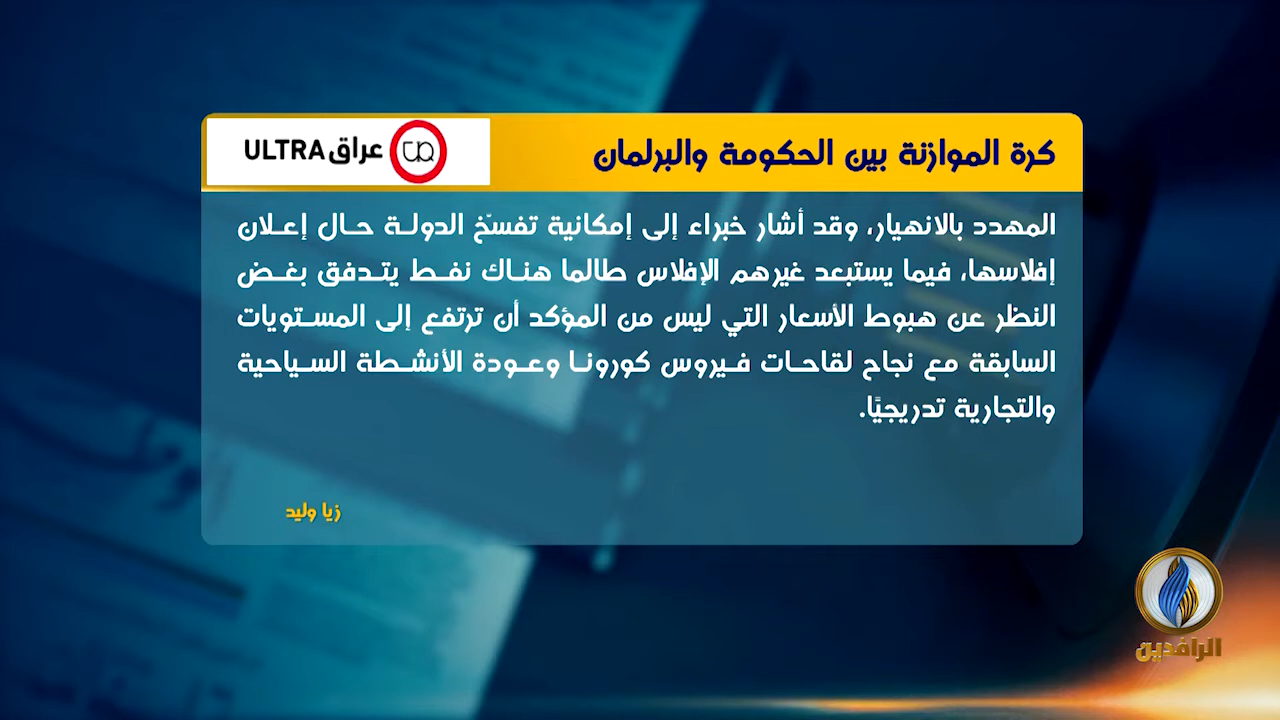 كرة الموازنة بين الحكومة والبرلمان
عراق ULTRA
المهدد بالانهيار، وقد أشار خبراء إلى إمكانية تفسّخ الدولة حال إعلان
إفلاسها، فيما يستبعد غيرهم الإفلاس طالما هناك نفط يتدفق بغض
النظر عن هبوط الأسعار التي ليس من المؤكد أن ترتفع إلى المستويات
السابقة مع نجاح لقاحات فيروس كورونا وعودة الأنشطة السياحية
والتجارية تدريجيًا.
زيا وليد
الرافدين